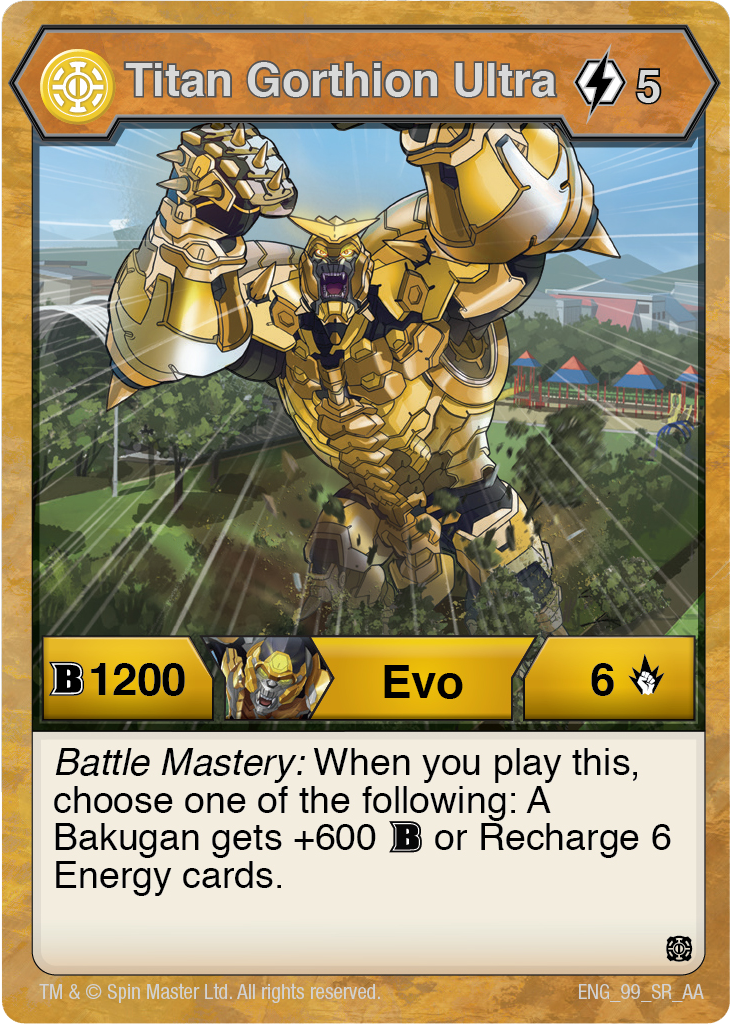 Titan Gorthion Ultra 5
B 1200 Evo 6
Battle Mastery: When you play this,
choose one of the following: A
Bakugan gets +600 B or Recharge 6
Energy cards.
TM & © Spin Master Ltd. All rights reserved. ENG_99_SR_AA